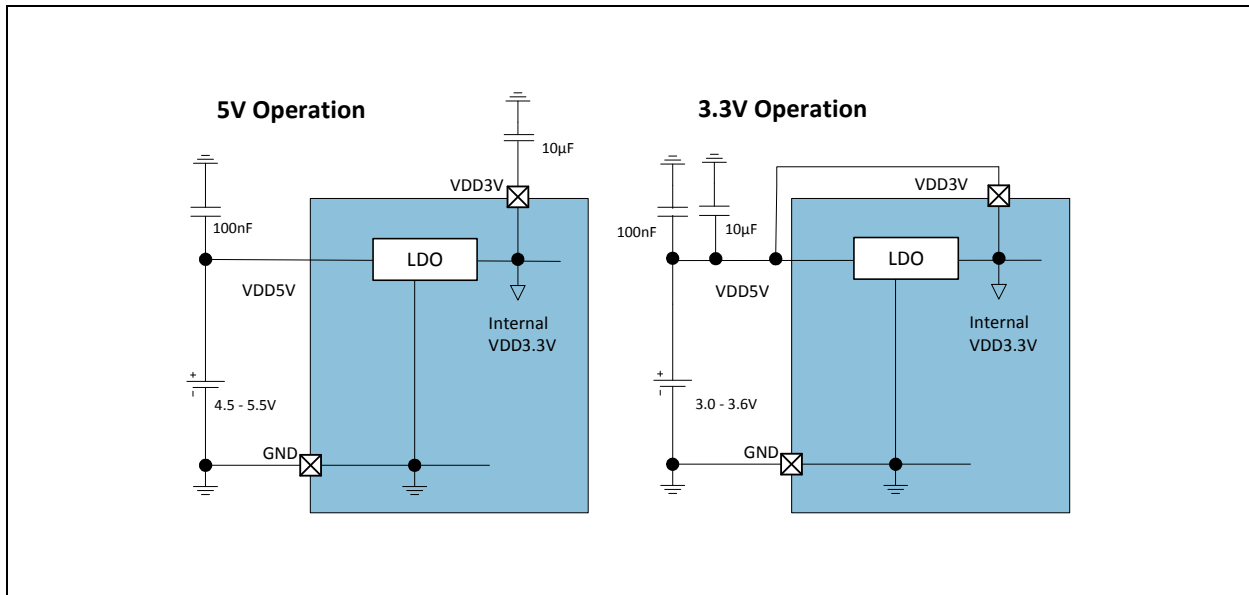 5V Operation
10µF
VDD3V
100nF
LDO
VDD5V
Internal
VDD3.3V
+
-
4.5 - 5.5V
GND
3.3V Operation
VDD3V
100nF
10µF
LDO
VDD5V
Internal
VDD3.3V
+
-
3.0 - 3.6V
GND